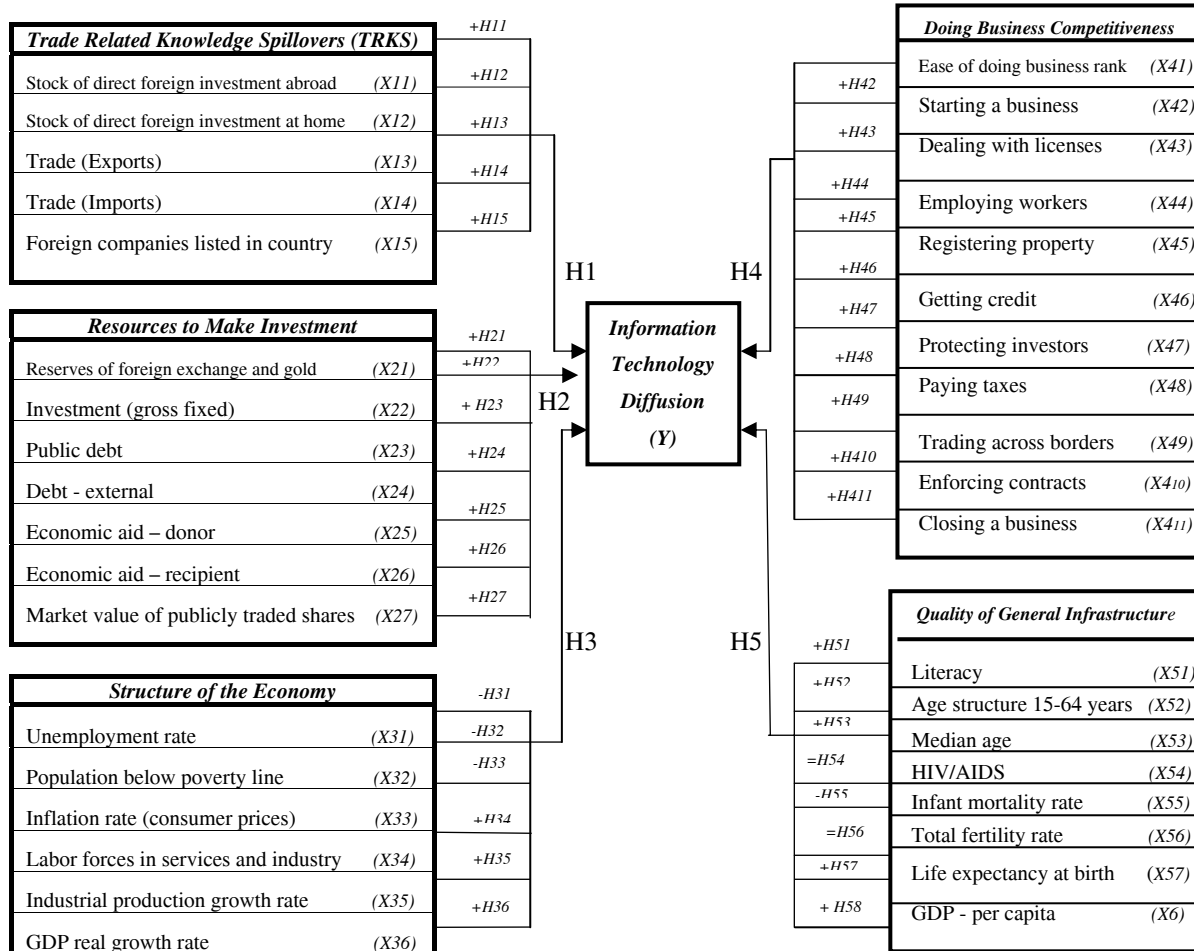 Trade Related Knowledge Spillovers (TRKS)
Stock of direct foreign investment abroad (X11)
Stock of direct foreign investment at home (X12)
Trade (Exports) (X13)
Trade (Imports) (X14)
Foreign companies listed in country (X15)
+H11
+H12
+H13
+H14
+H15
H1
Resources to Make Investment
Reserves of foreign exchange and gold (X21)
Investment (gross fixed) (X22)
Public debt (X23)
Debt - external (X24)
Economic aid – donor (X25)
Economic aid – recipient (X26)
Market value of publicly traded shares (X27)
+H21
+H22
+ H23
+H24
+H25
+H26
+H27
H2
Structure of the Economy
Unemployment rate (X31)
Population below poverty line (X32)
Inflation rate (consumer prices) (X33)
Labor forces in services and industry (X34)
Industrial production growth rate (X35)
GDP real growth rate (X36)
-H31
-H32
-H33
+H34
+H35
+H36
H3
Information
Technology
Diffusion
(Y)
H4
+H42
+H43
+H44
+H45
+H46
+H47
+H48
+H49
+H410
+H411
Doing Business Competitiveness
Ease of doing business rank (X41)
Starting a business (X42)
Dealing with licenses (X43)
Employing workers (X44)
Registering property (X45)
Getting credit (X46)
Protecting investors (X47)
Paying taxes (X48)
Trading across borders (X49)
Enforcing contracts (X410)
Closing a business (X411)
H5
+H51
+H52
+H53
=H54
-H55
=H56
+H57
+ H58
Quality of General Infrastructure
Literacy (X51)
Age structure 15-64 years (X52)
Median age (X53)
HIV/AIDS (X54)
Infant mortality rate (X55)
Total fertility rate (X56)
Life expectancy at birth (X57)
GDP - per capita (X6)